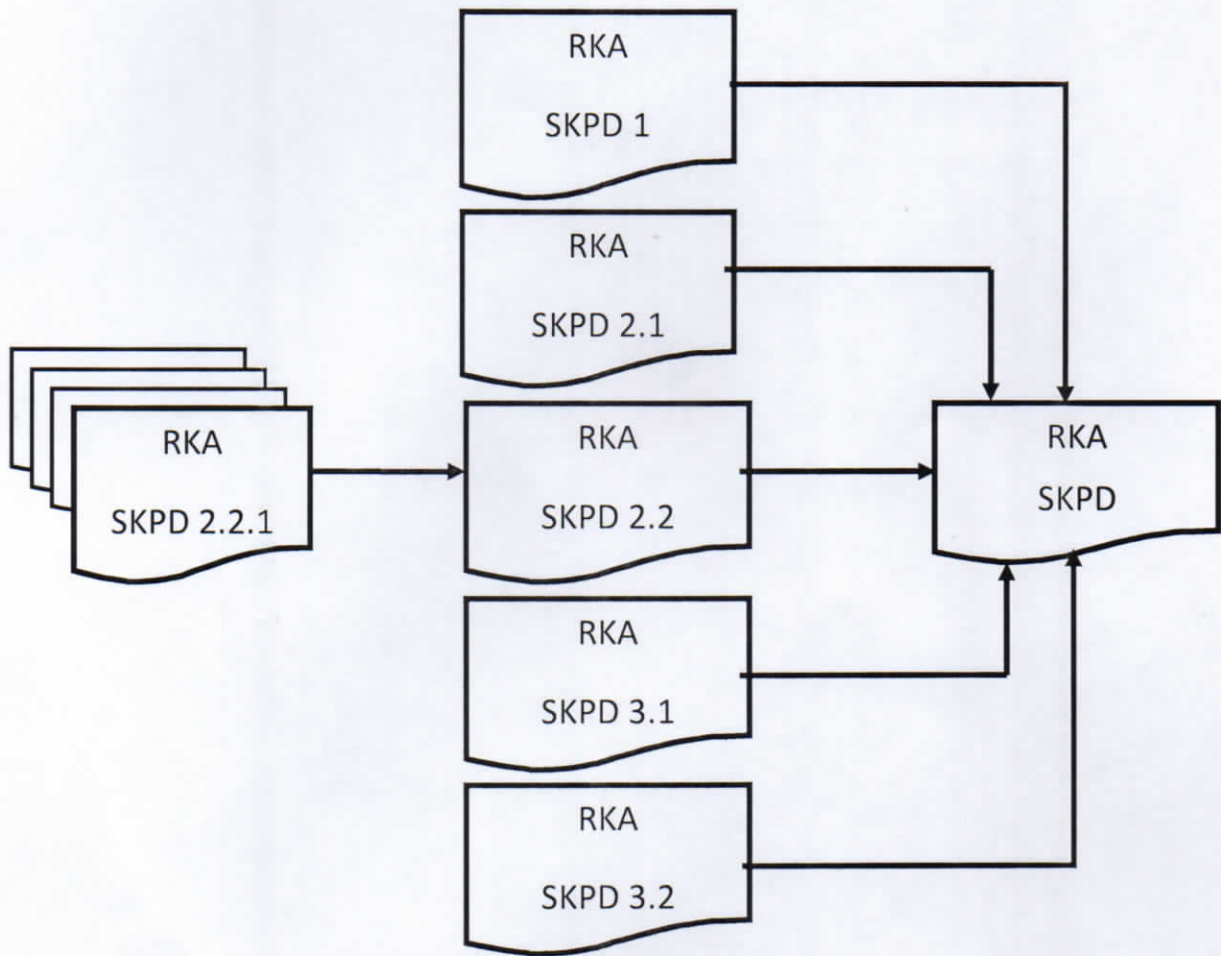 RKA
SKPD 1
RKA
SKPD 2.1
RKA
SKPD 2.2.1
RKA
SKPD 2.2
RKA
SKPD
RKA
SKPD 3.1
RKA
SKPD 3.2